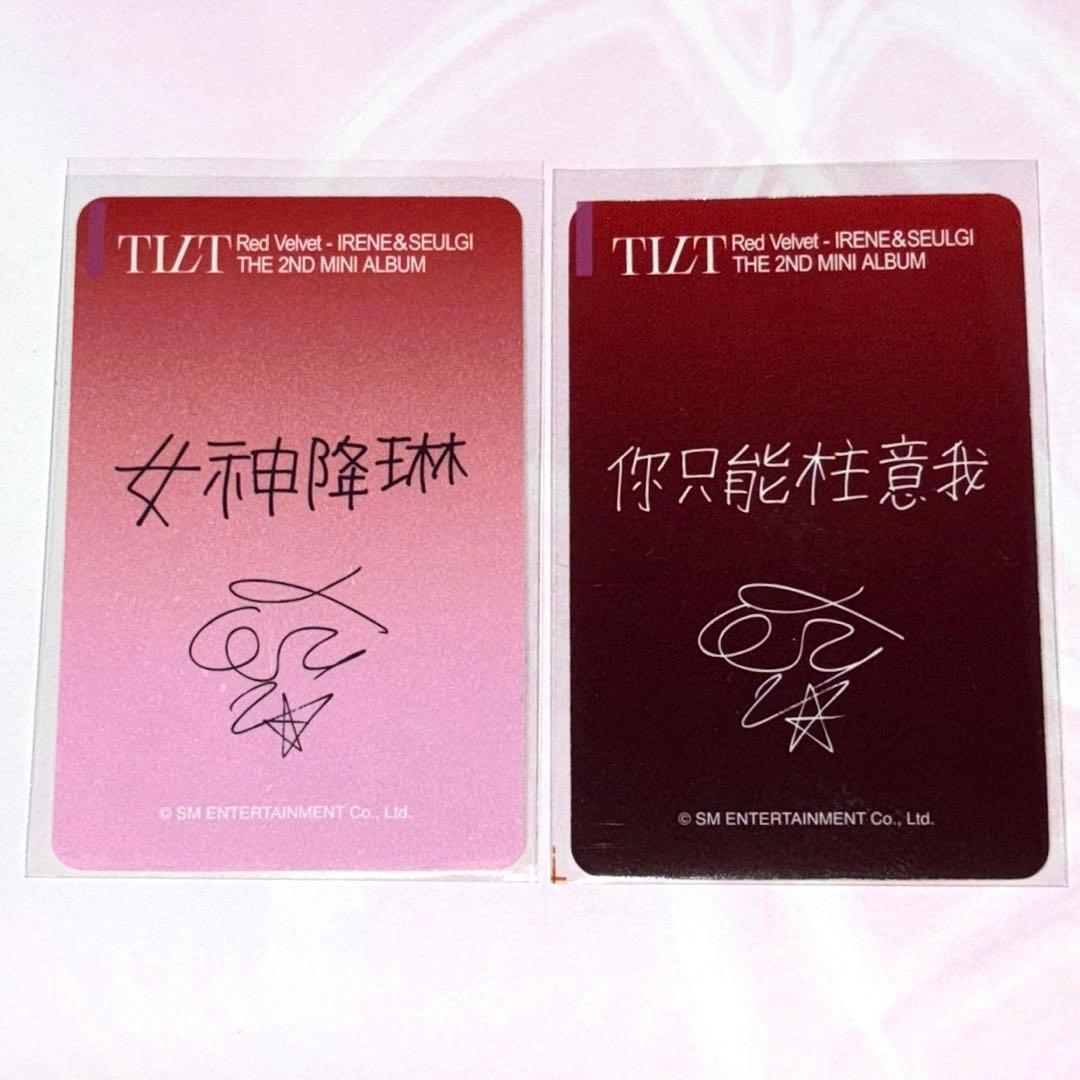 TILT Red Velvet - IRENE&SEULGI
THE 2ND MINI ALBUM
女神降琳
© SM ENTERTAINMENT Co., Ltd.
TILT Red Velvet - IRENE&SEULGI
THE 2ND MINI ALBUM
你只能柱意我
© SM ENTERTAINMENT Co., Ltd.